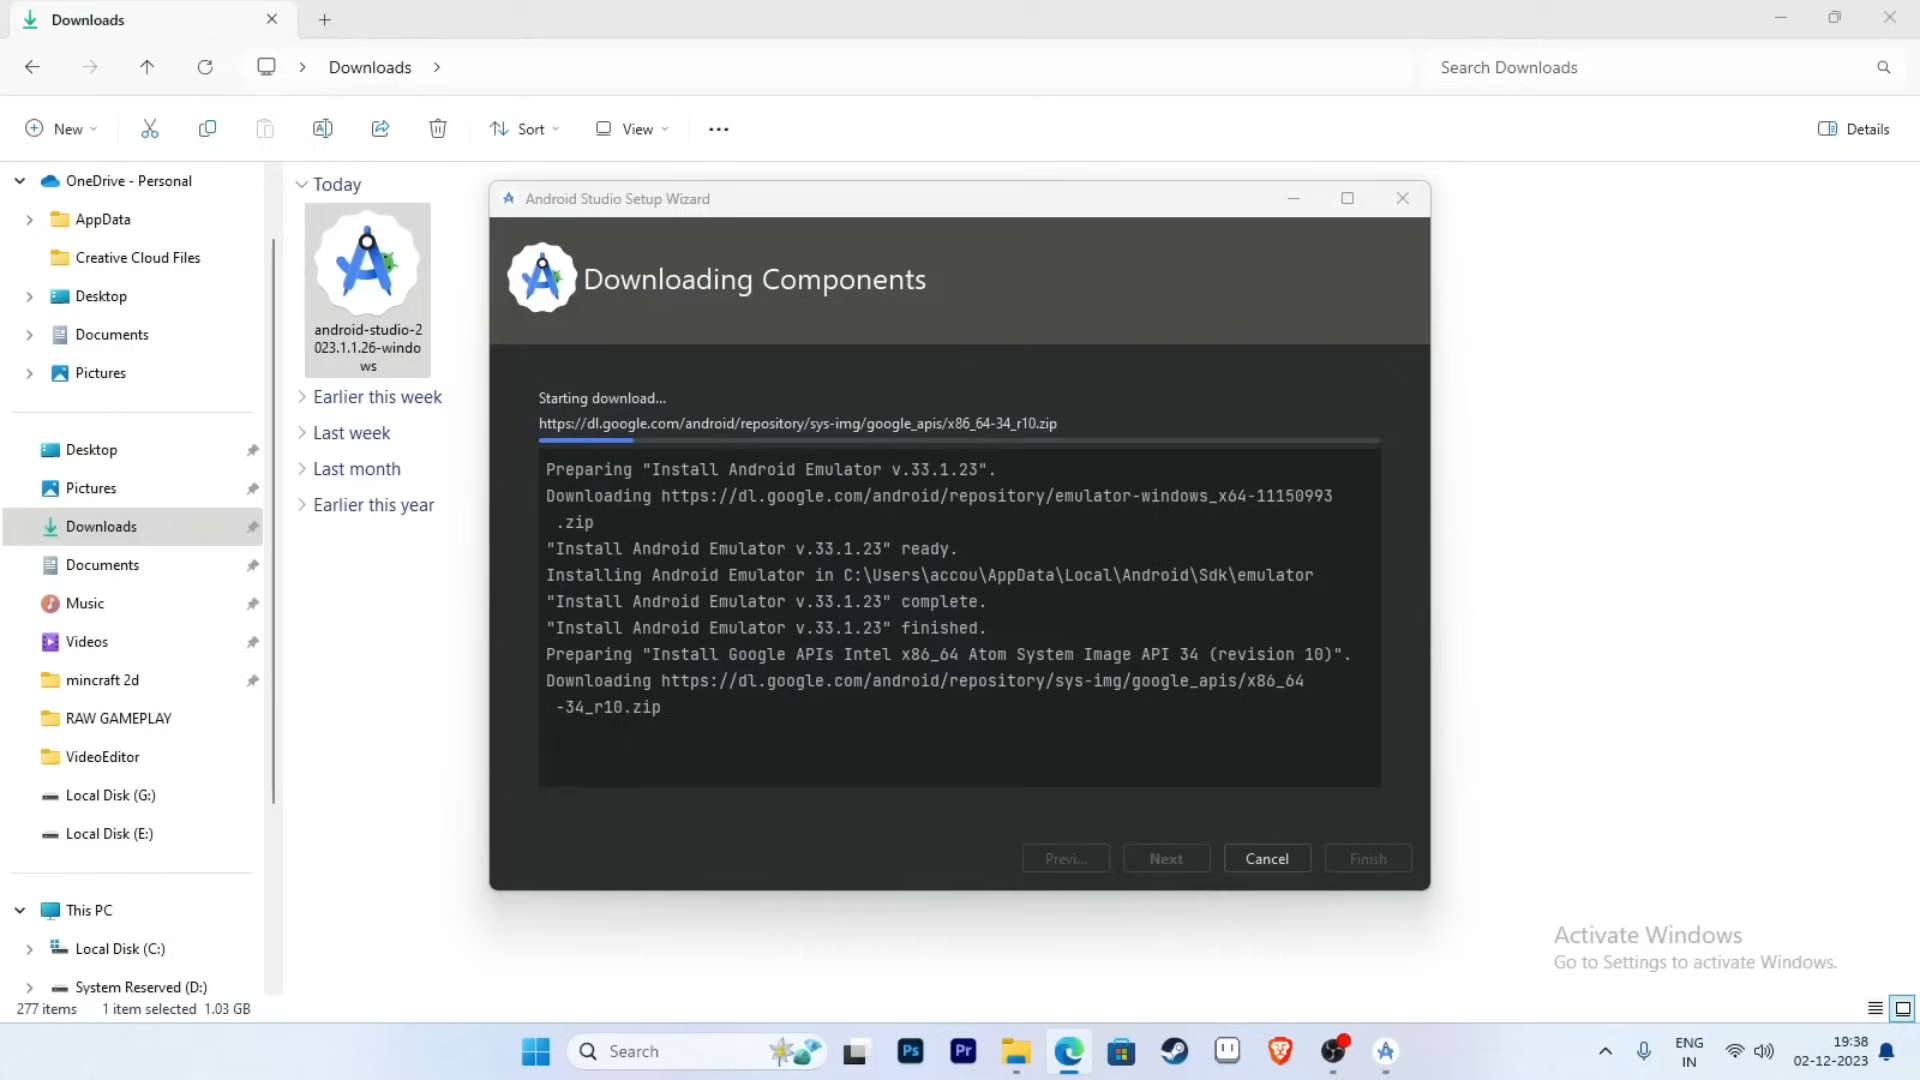 Downloads
Downloads
Search Downloads
New
Sort
View
Details
OneDrive - Personal
AppData
Creative Cloud Files
Desktop
Documents
Pictures
Desktop
Pictures
Downloads
Documents
Music
Videos
mincraft 2d
RAW GAMEPLAY
VideoEditor
Local Disk (G:)
Local Disk (E:)
This PC
Local Disk (C:)
System Reserved (D:)
277 items 1 item selected 1.03 GB
Today
android-studio-2
023.1.1.26-windo
ws
Earlier this week
Last week
Last month
Earlier this year
Android Studio Setup Wizard
Downloading Components
Starting download...
https://dl.google.com/android/repository/sys-img/google_apis/x86_64-34_r10.zip
Preparing "Install Android Emulator v.33.1.23".
Downloading https://dl.google.com/android/repository/emulator-windows_x64-11150993
.zip
"Install Android Emulator v.33.1.23" ready.
Installing Android Emulator in C:\Users\accou\AppData\Local\Android\Sdk\emulator
"Install Android Emulator v.33.1.23" complete.
"Install Android Emulator v.33.1.23" finished.
Preparing "Install Google APIs Intel x86_64 Atom System Image API 34 (revision 10)".
Downloading https://dl.google.com/android/repository/sys-img/google_apis/x86_64
-34_r10.zip
Previ... Next Cancel Finish
Activate Windows
Go to Settings to activate Windows.
Search
Ps
Pr
ENG
IN
19:38
02-12-2023